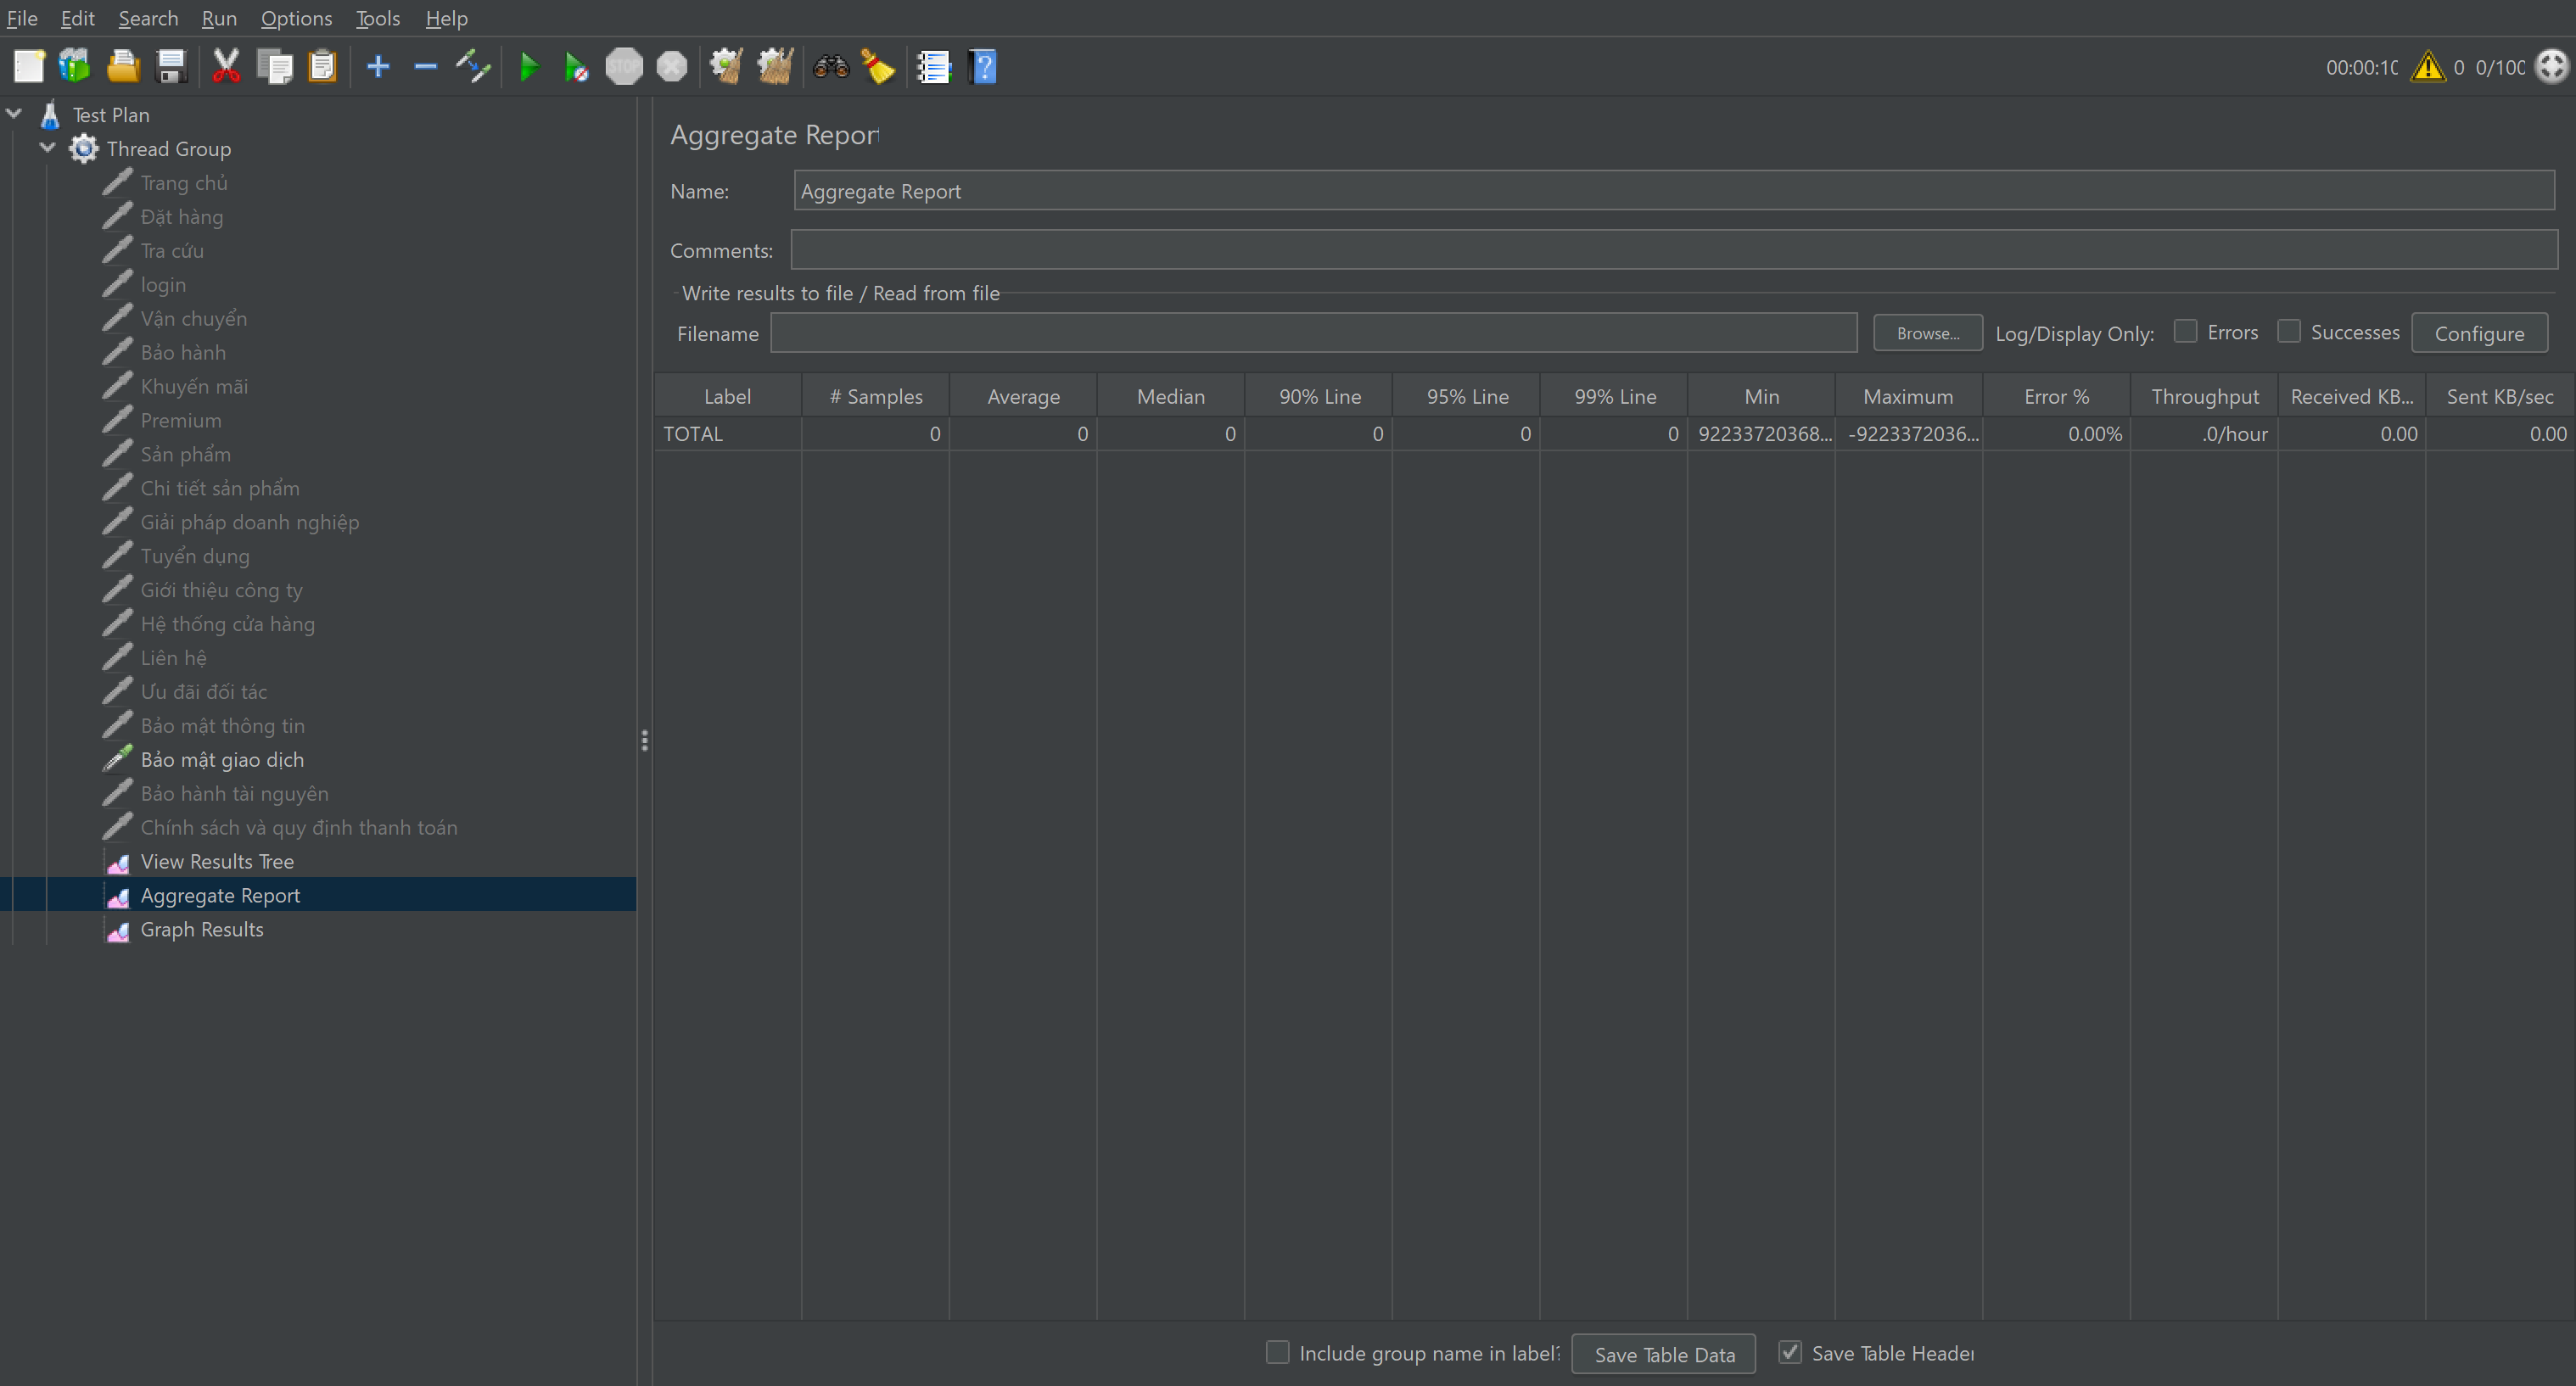 File Edit Search Run Options Tools Help
STOP
00:00:10 0 0/100
Test Plan
Thread Group
Trang chủ
Đặt hàng
Tra cứu
login
Vận chuyển
Bảo hành
Khuyến mãi
Premium
Sản phẩm
Chi tiết sản phẩm
Giải pháp doanh nghiệp
Tuyển dụng
Giới thiệu công ty
Hệ thống cửa hàng
Liên hệ
Ưu đãi đối tác
Bảo mật thông tin
Bảo mật giao dịch
Bảo hành tài nguyên
Chính sách và quy định thanh toán
View Results Tree
Aggregate Report
Graph Results
Aggregate Report
Name: Aggregate Report
Comments:
Write results to file / Read from file
Filename Browse... Log/Display Only: Errors Successes Configure
Label # Samples Average Median 90% Line 95% Line 99% Line Min Maximum Error % Throughput Received KB... Sent KB/sec
TOTAL 0 0 0 0 0 0 92233720368... -9223372036... 0.00% .0/hour 0.00 0.00
Include group name in label? Save Table Data Save Table Header